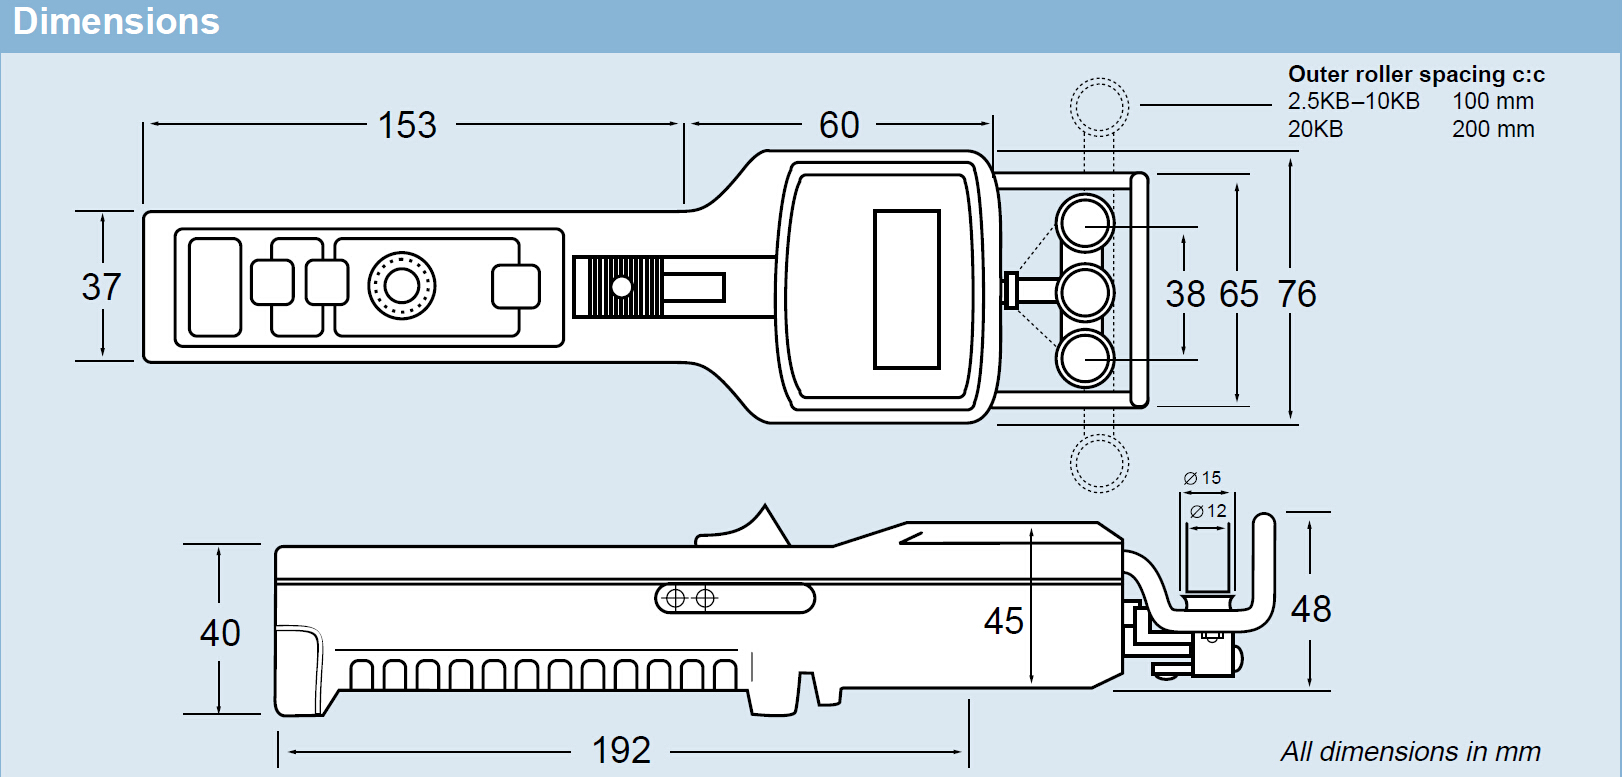 Dimensions
Outer roller spacing c:c
2.5KB–10KB 100 mm
20KB 200 mm
153
60
37
38 65 76
⌀ 15
⌀ 12
40
45
48
192
All dimensions in mm